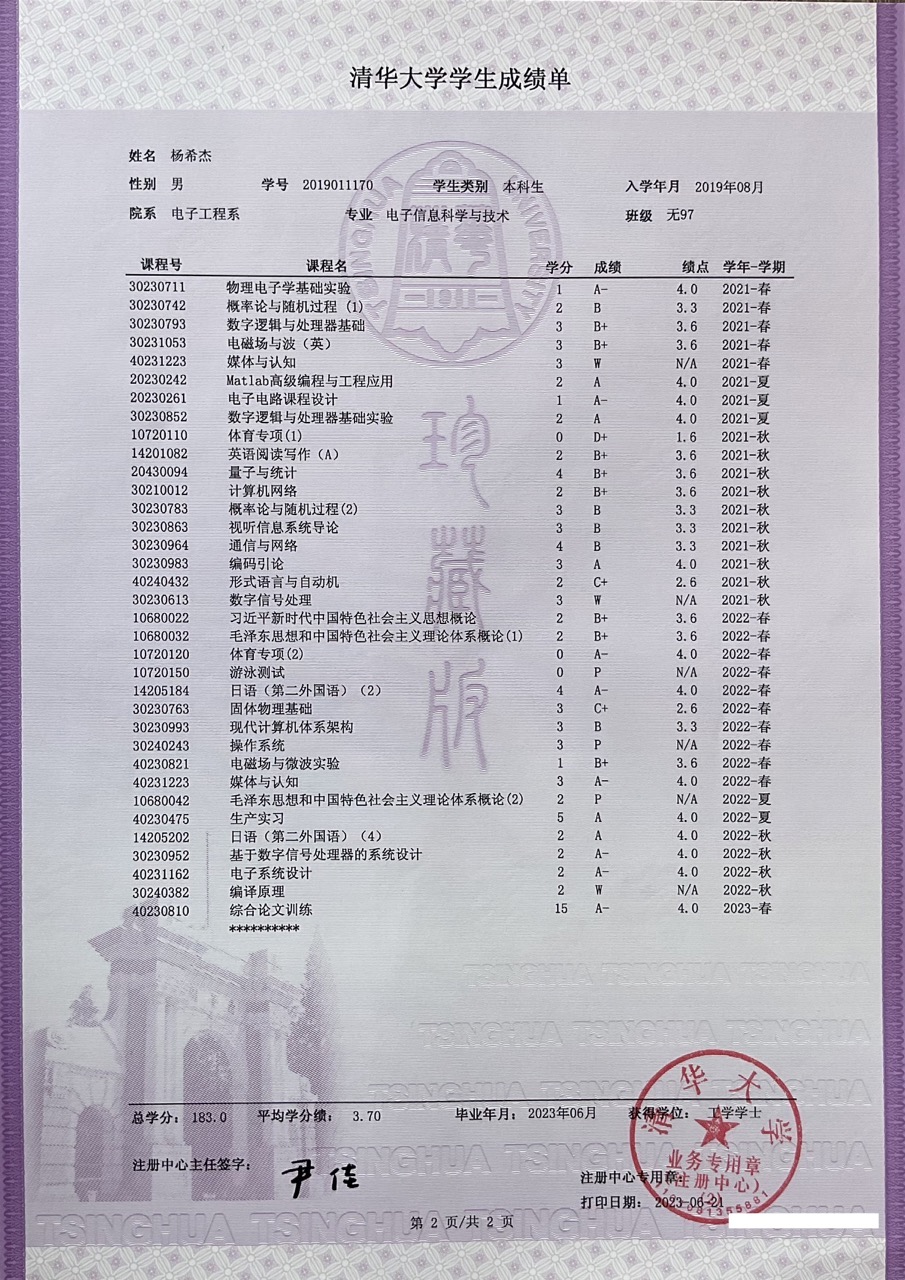 清华大学学生成绩单
姓名 杨希杰
性别 男 学号 2019011170 学生类别 本科生 入学年月 2019年08月
院系 电子工程系 专业 电子信息科学与技术 班级 无97
课程号 课程名 学分 成绩 绩点 学年-学期
30230711 物理电子学基础实验 1 A- 4.0 2021-春
30230742 概率论与随机过程 (1) 2 B 3.3 2021-春
30230793 数字逻辑与处理器基础 3 B+ 3.6 2021-春
30231053 电磁场与波（英） 3 B+ 3.6 2021-春
40231223 媒体与认知 3 W N/A 2021-春
20230242 Matlab高级编程与工程应用 2 A 4.0 2021-夏
20230261 电子电路课程设计 1 A- 4.0 2021-夏
30230852 数字逻辑与处理器基础实验 2 A 4.0 2021-夏
10720110 体育专项(1) 0 D+ 1.6 2021-秋
14201082 英语阅读写作（A） 2 B+ 3.6 2021-秋
20430094 量子与统计 4 B+ 3.6 2021-秋
30210012 计算机网络 2 B+ 3.6 2021-秋
30230783 概率论与随机过程(2) 3 B 3.3 2021-秋
30230863 视听信息系统导论 3 B 3.3 2021-秋
30230964 通信与网络 4 B 3.3 2021-秋
30230983 编码引论 3 A 4.0 2021-秋
40240432 形式语言与自动机 2 C+ 2.6 2021-秋
30230613 数字信号处理 3 W N/A 2021-秋
10680022 习近平新时代中国特色社会主义思想概论 2 B+ 3.6 2022-春
10680032 毛泽东思想和中国特色社会主义理论体系概论(1) 2 B+ 3.6 2022-春
10720120 体育专项(2) 0 A- 4.0 2022-春
10720150 游泳测试 0 P N/A 2022-春
14205184 日语（第二外国语）（2） 4 A- 4.0 2022-春
30230763 固体物理基础 3 C+ 2.6 2022-春
30230993 现代计算机体系架构 3 B 3.3 2022-春
30240243 操作系统 3 P N/A 2022-春
40230821 电磁场与微波实验 1 B+ 3.6 2022-春
40231223 媒体与认知 3 A- 4.0 2022-春
10680042 毛泽东思想和中国特色社会主义理论体系概论(2) 2 P N/A 2022-夏
40230475 生产实习 5 A 4.0 2022-夏
14205202 日语（第二外国语）（4） 2 A 4.0 2022-秋
30230952 基于数字信号处理器的系统设计 2 A- 4.0 2022-秋
40231162 电子系统设计 2 A- 4.0 2022-秋
30240382 编译原理 2 W N/A 2022-秋
40230810 综合论文训练 15 A- 4.0 2023-春
**********
TSINGHUA UNIVERSITY
清华
1911
珍藏版
TSINGHUA TSINGHUA TSINGHUA
总学分： 183.0 平均学分绩： 3.70 毕业年月： 2023年06月 获得学位： 工学学士
注册中心主任签字： 尹佳
清华大学
业务专用章
（注册中心）
(2)
注册中心专用章：
打印日期： 2023-06-21
第 2 页/共 2 页